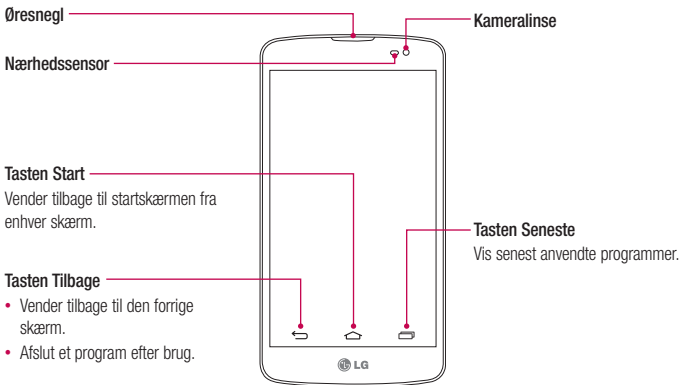 Øresnegl
Nærhedssensor
Kameralinse
Tasten Start
Vender tilbage til startskærmen fra
enhver skærm.
Tasten Seneste
Vis senest anvendte programmer.
Tasten Tilbage
• Vender tilbage til den forrige
skærm.
• Afslut et program efter brug.
LG